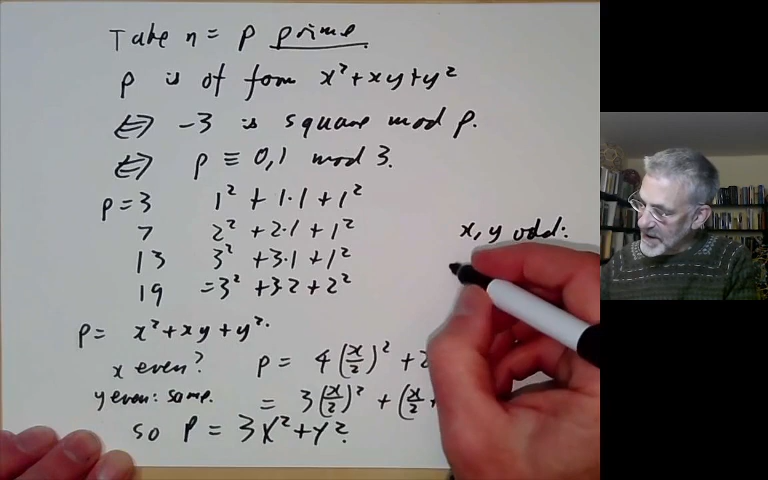 Take n = p prime
p is of form x²+xy+y²
⇔ -3 is square mod p.
⇔ p ≡ 0,1 mod 3.
p=3 1² + 1·1 + 1²
7 2² + 2·1 + 1²
13 3² + 3·1 + 1²
19 = 3² + 3·2 + 2²
p = x²+xy+y².
x even? p = 4(x/2)² + 2
y even: same. = 3(x/2)² + (x/2 +
so p = 3X²+Y².
x, y odd: